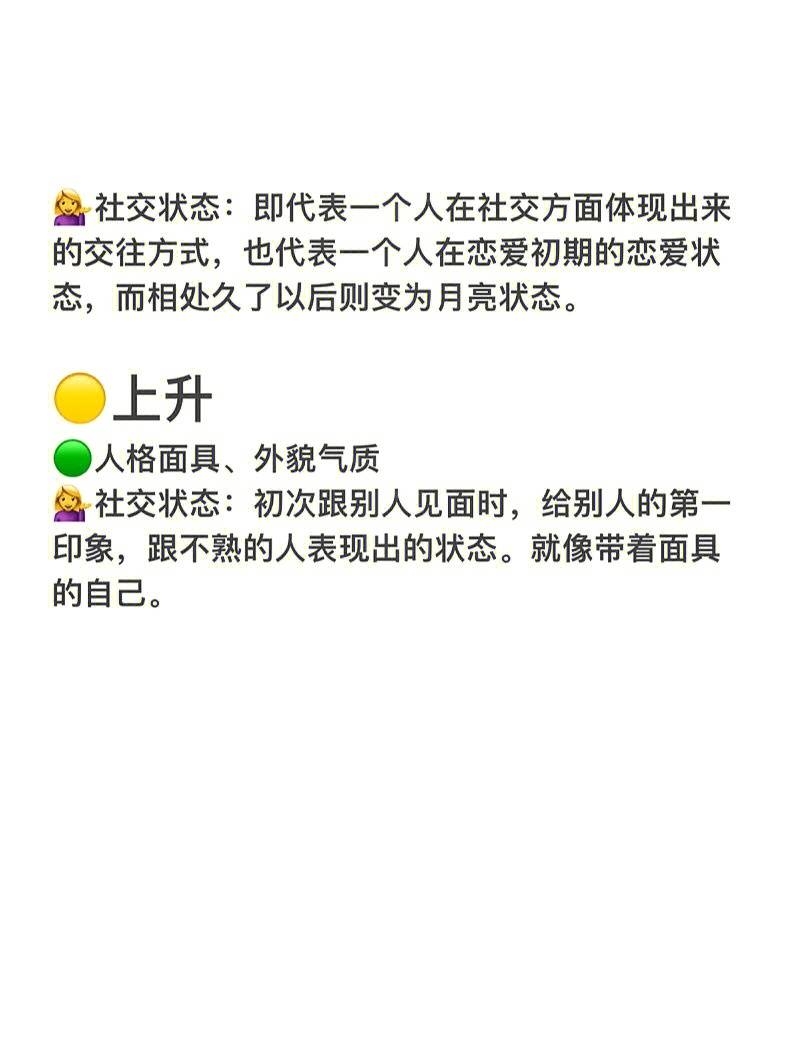 💁‍♀️社交状态：即代表一个人在社交方面体现出来
的交往方式，也代表一个人在恋爱初期的恋爱状
态，而相处久了以后则变为月亮状态。
🟡上升
🟢人格面具、外貌气质
💁‍♀️社交状态：初次跟别人见面时，给别人的第一
印象，跟不熟的人表现出的状态。就像带着面具
的自己。